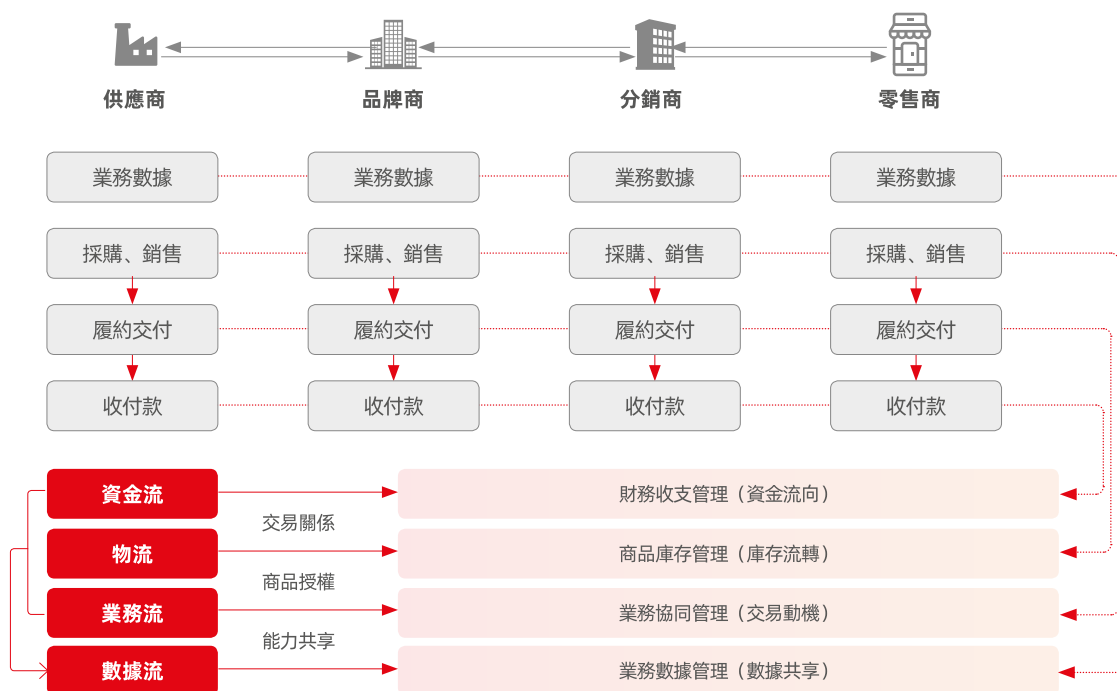 供應商
品牌商
分銷商
零售商
業務數據
業務數據
業務數據
業務數據
採購、銷售
採購、銷售
採購、銷售
採購、銷售
履約交付
履約交付
履約交付
履約交付
收付款
收付款
收付款
收付款
資金流
財務收支管理（資金流向）
交易關係
物流
商品庫存管理（庫存流轉）
商品授權
業務流
業務協同管理（交易動機）
能力共享
數據流
業務數據管理（數據共享）